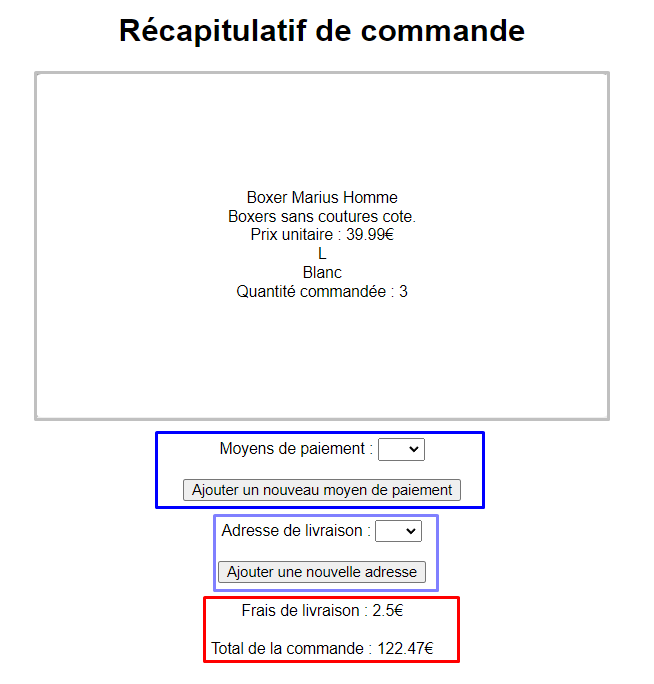 Récapitulatif de commande
Boxer Marius Homme
Boxers sans coutures cote.
Prix unitaire : 39.99€
L
Blanc
Quantité commandée : 3
Moyens de paiement :
Ajouter un nouveau moyen de paiement
Adresse de livraison :
Ajouter une nouvelle adresse
Frais de livraison : 2.5€
Total de la commande : 122.47€